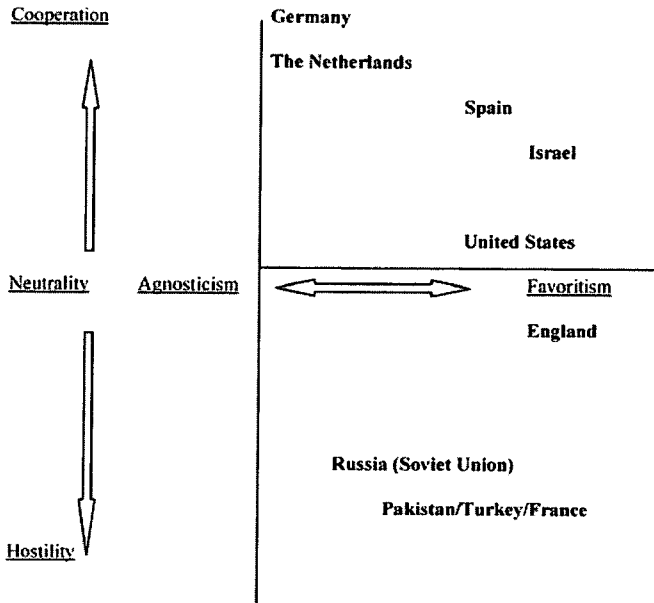 Cooperation
Germany
The Netherlands
Spain
Israel
United States
Neutrality Agnosticism Favoritism
England
Russia (Soviet Union)
Pakistan/Turkey/France
Hostility